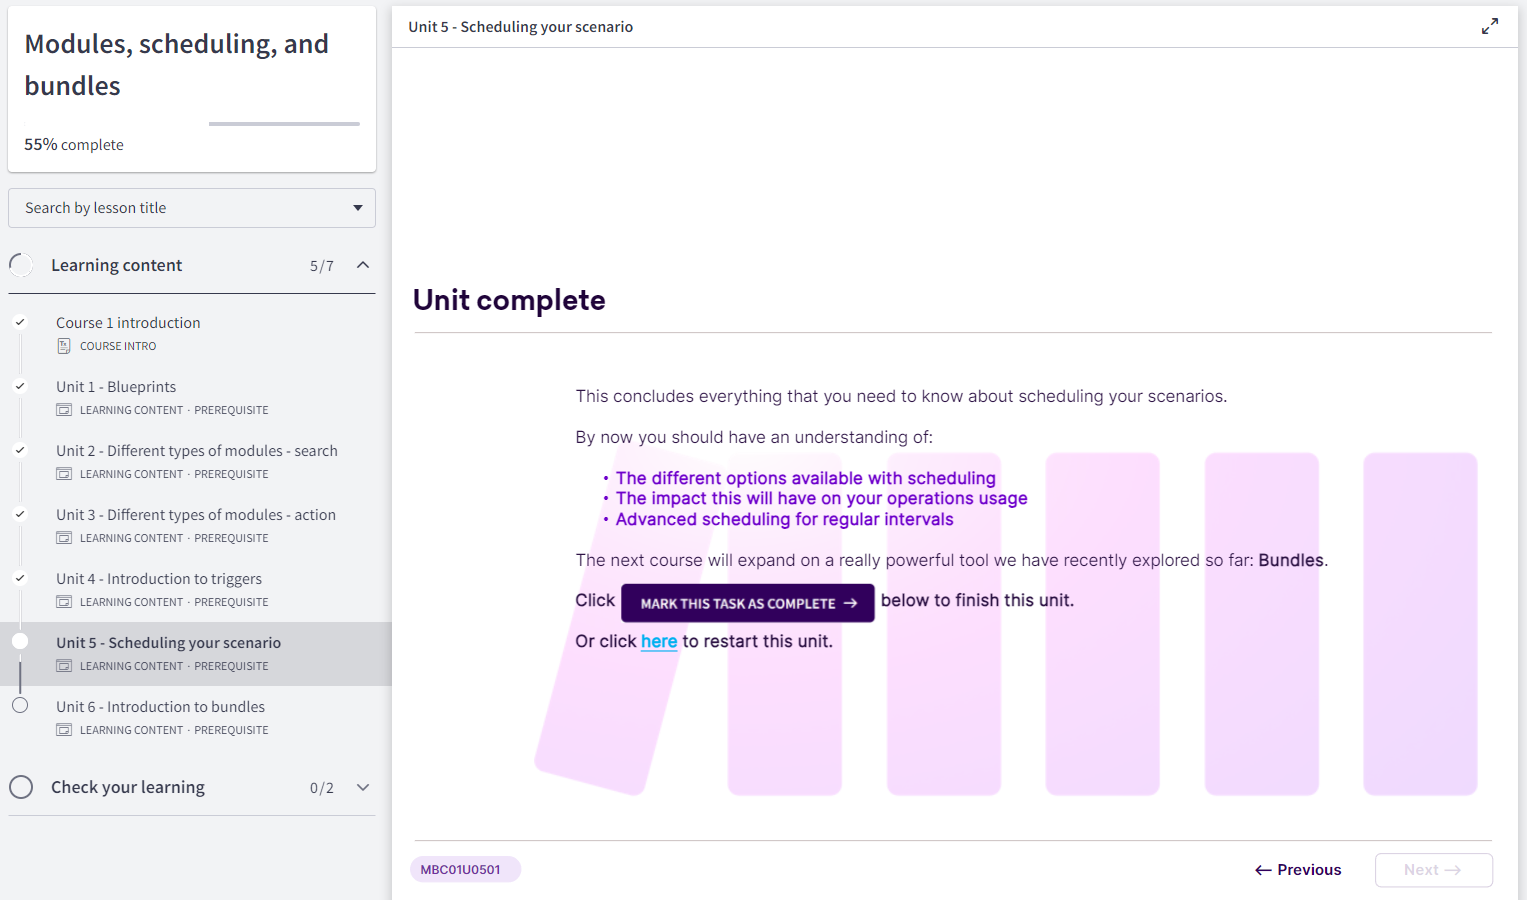 Modules, scheduling, and
bundles
55% complete
Search by lesson title
Learning content 5/7
Course 1 introduction
COURSE INTRO
Unit 1 - Blueprints
LEARNING CONTENT · PREREQUISITE
Unit 2 - Different types of modules - search
LEARNING CONTENT · PREREQUISITE
Unit 3 - Different types of modules - action
LEARNING CONTENT · PREREQUISITE
Unit 4 - Introduction to triggers
LEARNING CONTENT · PREREQUISITE
Unit 5 - Scheduling your scenario
LEARNING CONTENT · PREREQUISITE
Unit 6 - Introduction to bundles
LEARNING CONTENT · PREREQUISITE
Check your learning 0/2
Unit 5 - Scheduling your scenario
Unit complete
This concludes everything that you need to know about scheduling your scenarios.
By now you should have an understanding of:
• The different options available with scheduling
• The impact this will have on your operations usage
• Advanced scheduling for regular intervals
The next course will expand on a really powerful tool we have recently explored so far: Bundles.
Click MARK THIS TASK AS COMPLETE → below to finish this unit.
Or click here to restart this unit.
MBC01U0501
← Previous
Next →